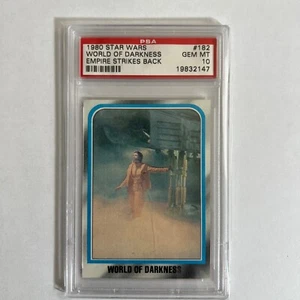 PSA
1980 STAR WARS #182
WORLD OF DARKNESS GEM MT
EMPIRE STRIKES BACK 10
19832147
WORLD OF DARKNESS